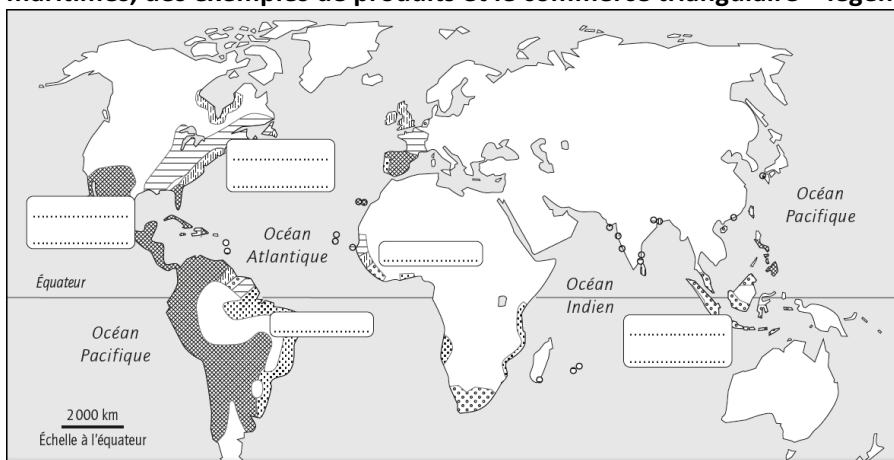 maritimes, des exemples de produits et le commerce triangulaire
Océan
Pacifique
Océan
Atlantique
Équateur
Océan
Indien
Océan
Pacifique
2 000 km
Échelle à l'équateur